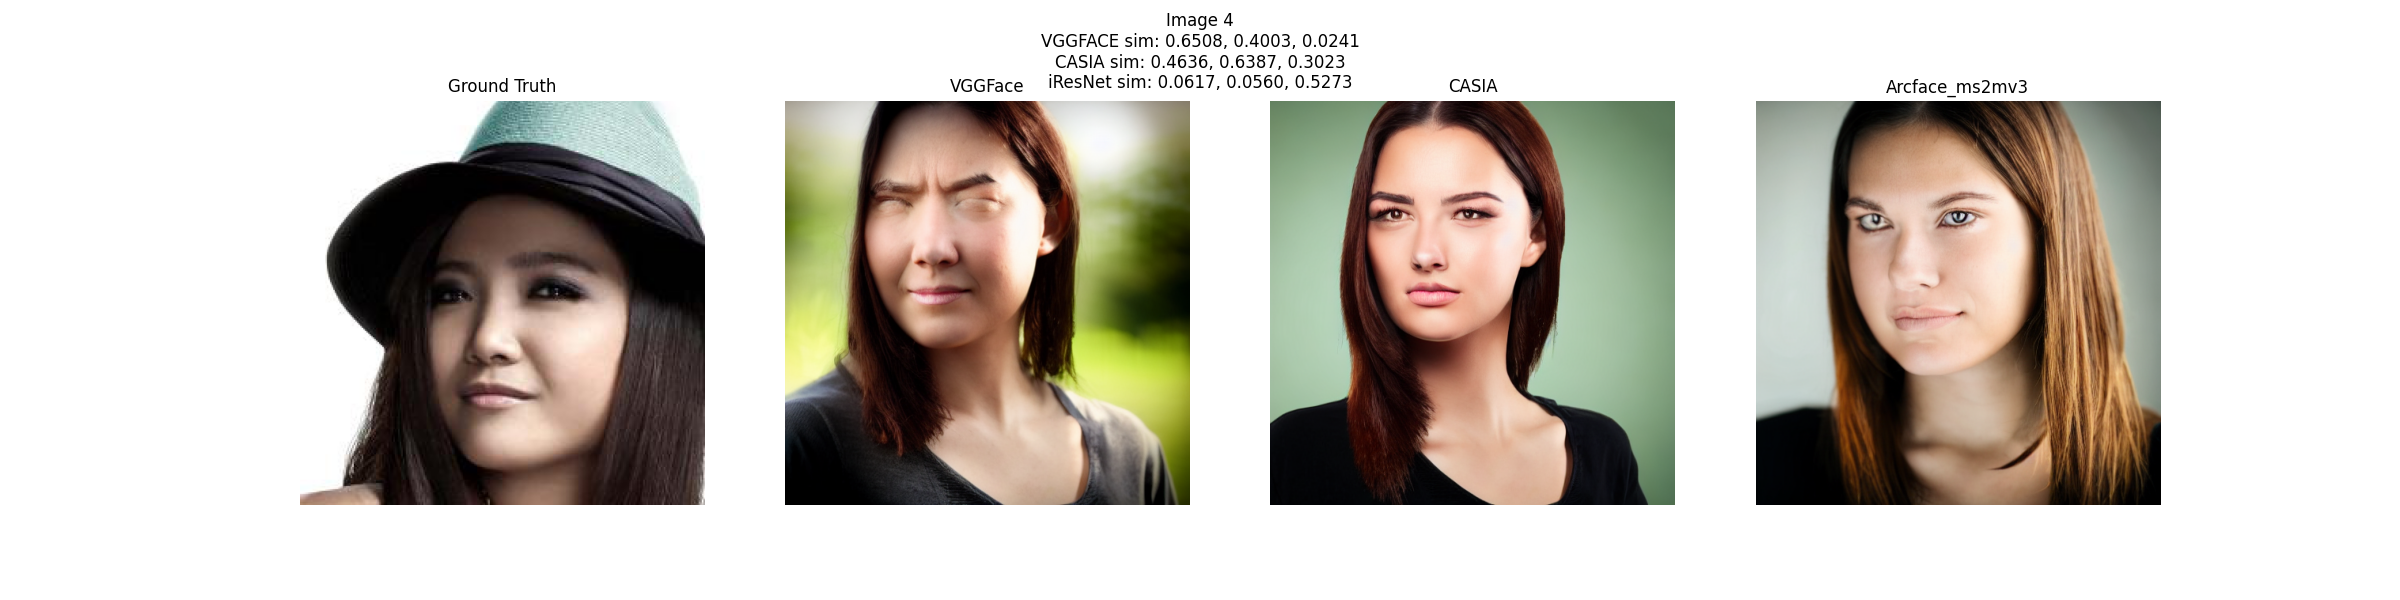 Image 4
VGGFACE sim: 0.6508, 0.4003, 0.0241
CASIA sim: 0.4636, 0.6387, 0.3023
iResNet sim: 0.0617, 0.0560, 0.5273
Ground Truth
VGGFace
CASIA
Arcface_ms2mv3